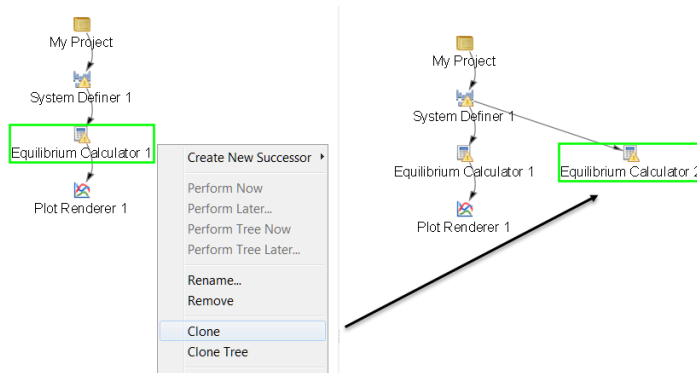 My Project
System Definer 1
Equilibrium Calculator 1
Plot Renderer 1
Create New Successor
Perform Now
Perform Later...
Perform Tree Now
Perform Tree Later...
Rename...
Remove
Clone
Clone Tree
My Project
System Definer 1
Equilibrium Calculator 1
Equilibrium Calculator 2
Plot Renderer 1